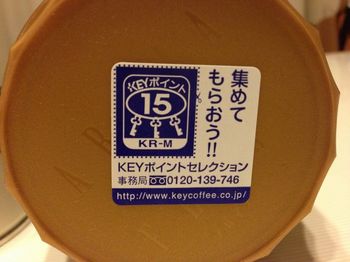 集めて
もらおう!!
KEYポイント
15
KR-M
KEYポイントセレクション
事務局 0120-139-746
http://www.keycoffee.co.jp/